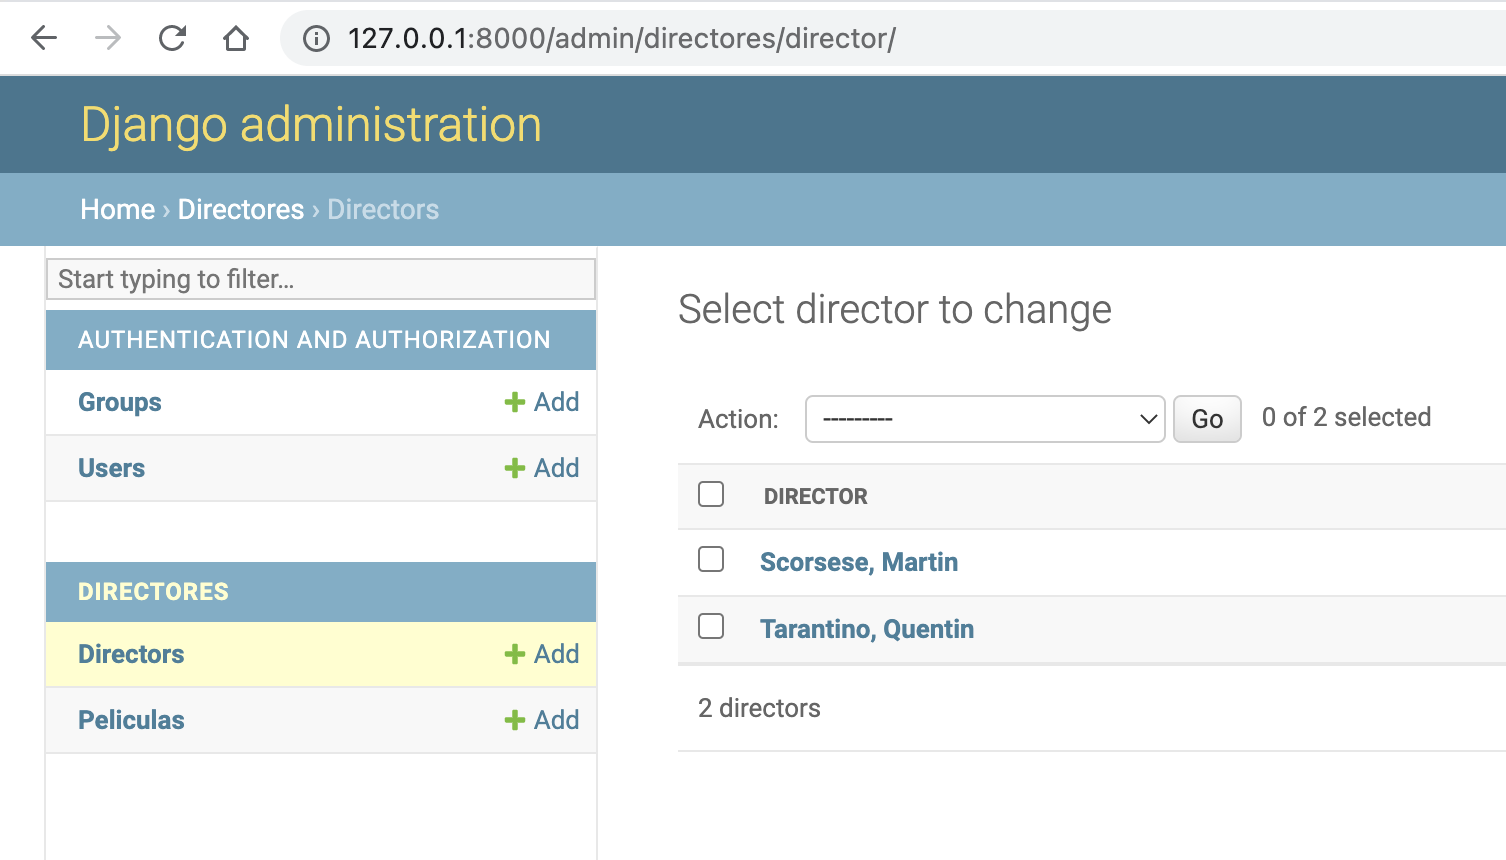 127.0.0.1:8000/admin/directores/director/
Django administration
Home › Directores › Directors
Start typing to filter...
AUTHENTICATION AND AUTHORIZATION
Groups + Add
Users + Add
DIRECTORES
Directors + Add
Peliculas + Add
Select director to change
Action: --------- Go 0 of 2 selected
DIRECTOR
Scorsese, Martin
Tarantino, Quentin
2 directors